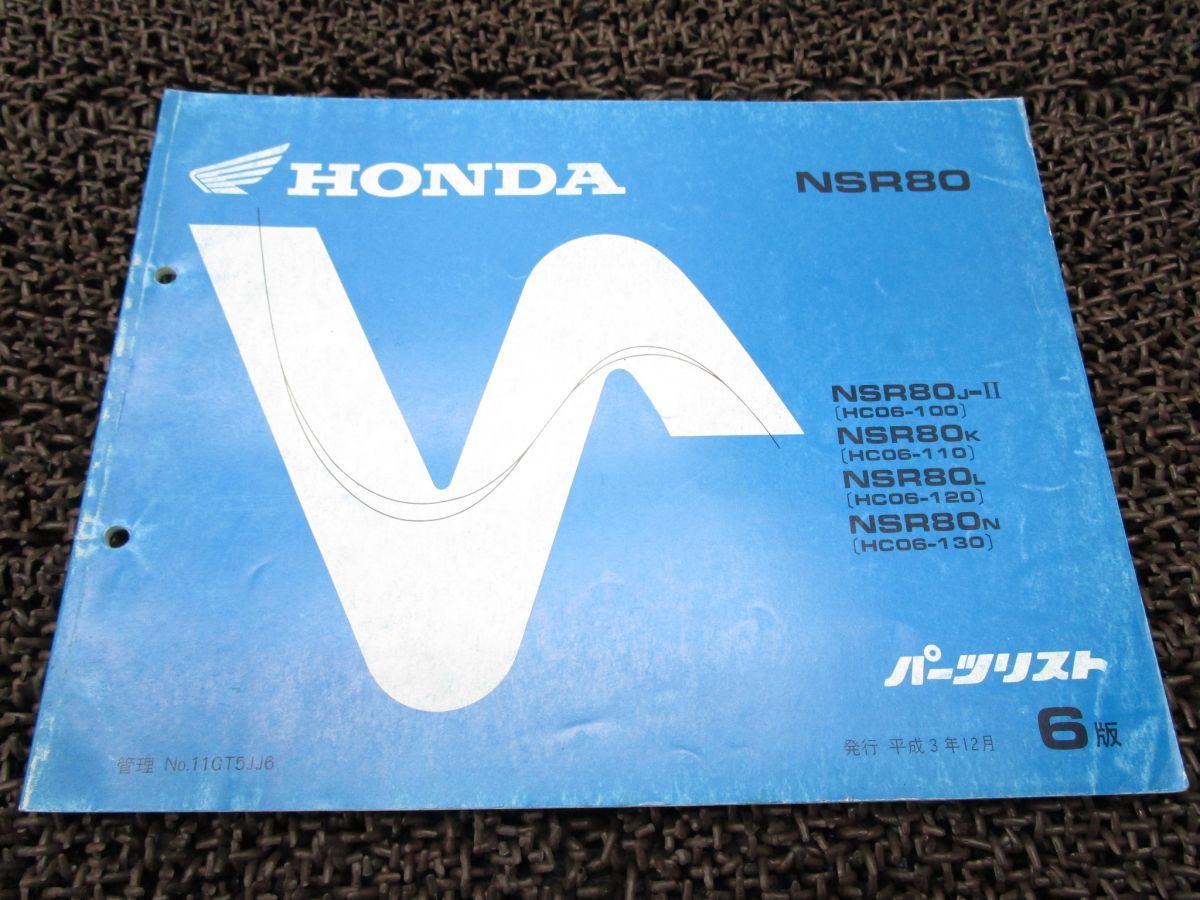 HONDA
NSR80
NSR80J-II
(HC06-100)
NSR80K
(HC06-110)
NSR80L
(HC06-120)
NSR80N
(HC06-130)
パーツリスト
6版
発行 平成3年12月
管理 No.11GT5JJ6